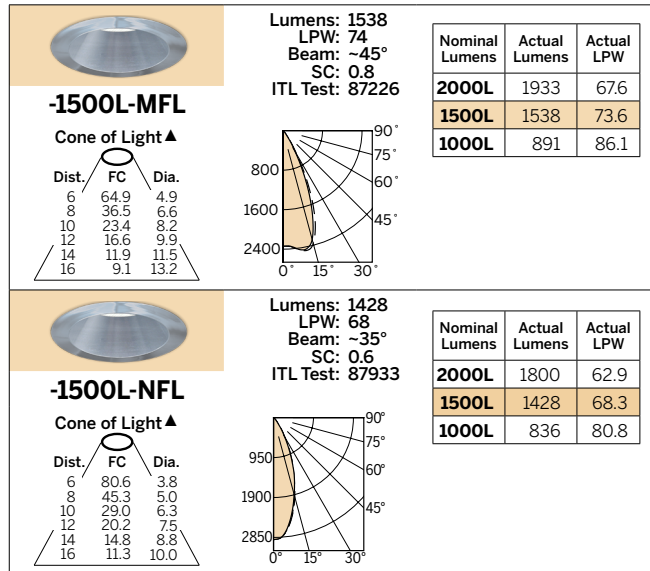 Lumens: 1538
LPW: 74
Beam: ~45°
SC: 0.8
ITL Test: 87226
-1500L-MFL
Cone of Light▲
Dist. FC Dia.
6 64.9 4.9
8 36.5 6.6
10 23.4 8.2
12 16.6 9.9
14 11.9 11.5
16 9.1 13.2
90°
75°
800
60°
1600
45°
2400
0° 15° 30°
Nominal Lumens Actual Lumens Actual LPW
2000L 1933 67.6
1500L 1538 73.6
1000L 891 86.1
Lumens: 1428
LPW: 68
Beam: ~35°
SC: 0.6
ITL Test: 87933
-1500L-NFL
Cone of Light▲
Dist. FC Dia.
6 80.6 3.8
8 45.3 5.0
10 29.0 6.3
12 20.2 7.5
14 14.8 8.8
16 11.3 10.0
90°
75°
950
60°
1900
45°
2850
0° 15° 30°
Nominal Lumens Actual Lumens Actual LPW
2000L 1800 62.9
1500L 1428 68.3
1000L 836 80.8